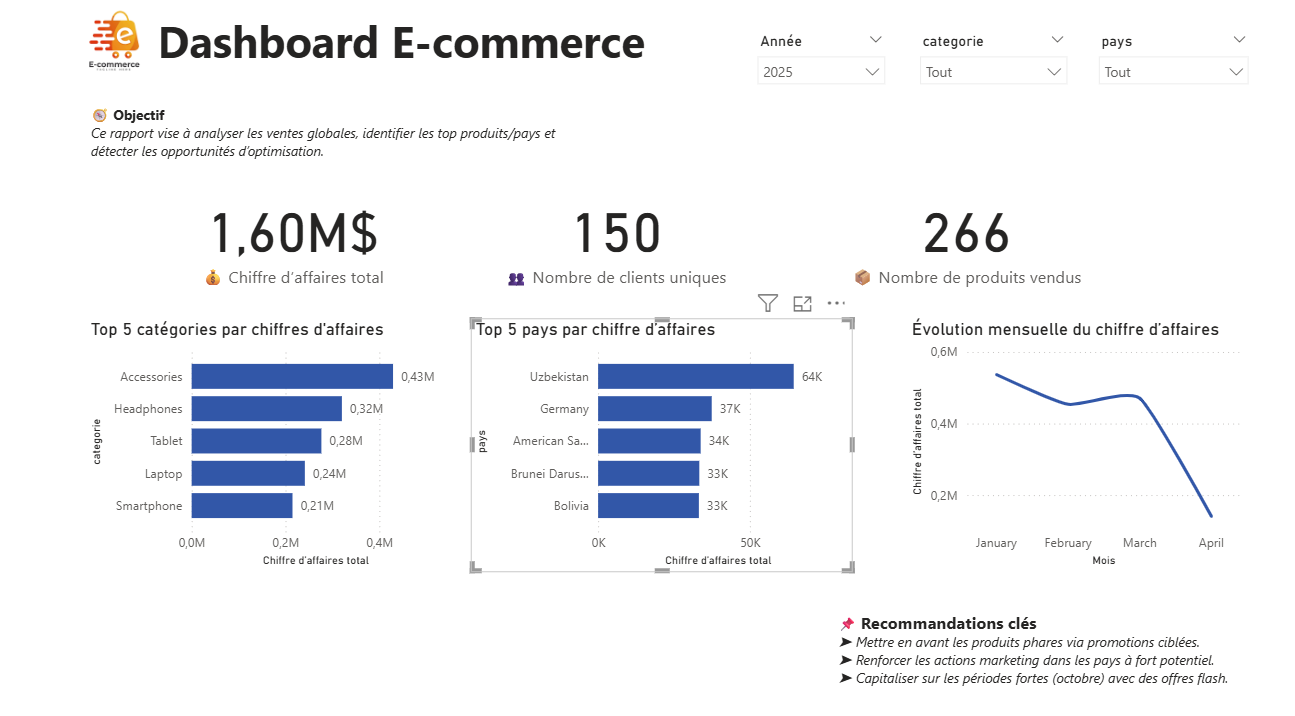 e
E-commerce
Dashboard E-commerce
Année
categorie
pays
2025
Tout
Tout
Objectif
Ce rapport vise à analyser les ventes globales, identifier les top produits/pays et
détecter les opportunités d'optimisation.
1,60M$
150
266
Chiffre d'affaires total
Nombre de clients uniques
Nombre de produits vendus
Top 5 catégories par chiffres d'affaires
categorie
Accessories
0,43M
Headphones
0,32M
Tablet
0,28M
Laptop
0,24M
Smartphone
0,21M
0,0M
0,2M
0,4M
Chiffre d'affaires total
Top 5 pays par chiffre d'affaires
pays
Uzbekistan
64K
Germany
37K
American Sa...
34K
Brunei Darus...
33K
Bolivia
33K
0K
50K
Chiffre d'affaires total
Évolution mensuelle du chiffre d'affaires
Chiffre d'affaires total
0,6M
0,4M
0,2M
January
February
March
April
Mois
Recommandations clés
➤ Mettre en avant les produits phares via promotions ciblées.
➤ Renforcer les actions marketing dans les pays à fort potentiel.
➤ Capitaliser sur les périodes fortes (octobre) avec des offres flash.